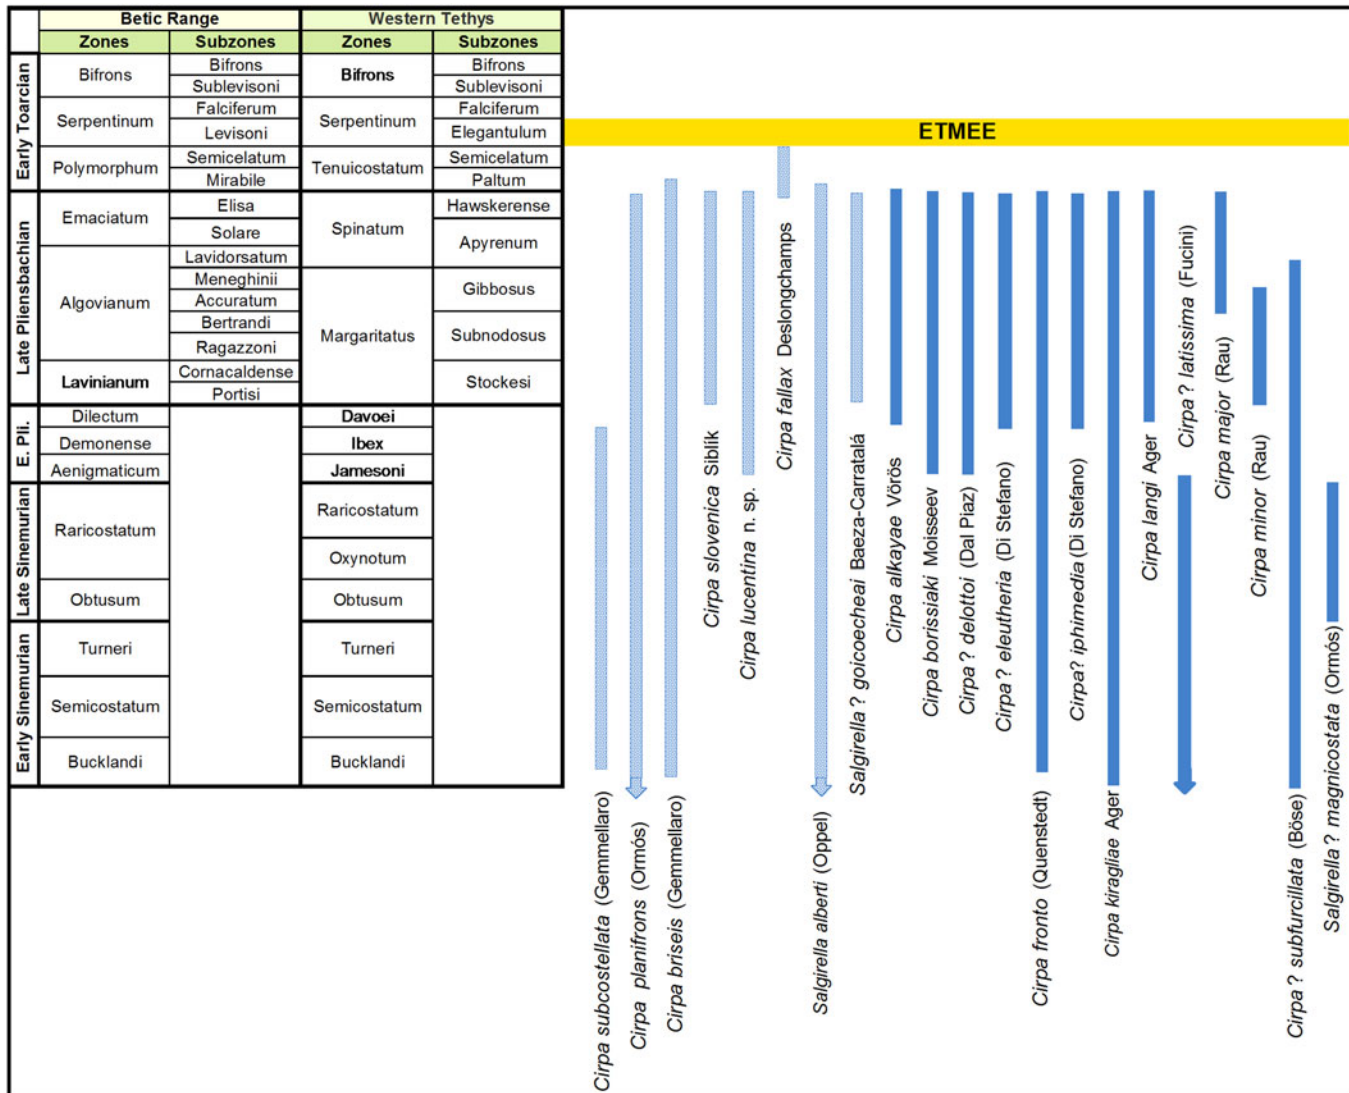 Betic Range Western Tethys
Zones Subzones Zones Subzones
Early Toarcian
Bifrons Bifrons Bifrons Bifrons
Sublevisoni Sublevisoni
Serpentinum Falciferum Serpentinum Falciferum
Levisoni Elegantulum
ETMEE
Polymorphum Semicelatum Tenuicostatum Semicelatum
Mirabile Paltum
Late Pliensbachian
Emaciatum Elisa Spinatum Hawskerense
Solare Apyrenum
Algovianum Lavidorsatum
Meneghinii Margaritatus Gibbosus
Accuratum
Bertrandi Subnodosus
Ragazzoni
Lavinianum Cornacaldense Stockesi
Portisi
E. Pli.
Dilectum Davoei
Demonense Ibex
Aenigmaticum Jamesoni
Late Sinemurian
Raricostatum Raricostatum
Oxynotum
Obtusum Obtusum
Early Sinemurian
Turneri Turneri
Semicostatum Semicostatum
Bucklandi Bucklandi
Cirpa subcostellata (Gemmellaro)
Cirpa planifrons (Ormós)
Cirpa briseis (Gemmellaro)
Cirpa slovenica Siblík
Cirpa lucentina n. sp.
Cirpa fallax Deslongchamps
Salgirella alberti (Oppel)
Salgirella ? goicoecheai Baeza-Carratalá
Cirpa alkayae Vörös
Cirpa borissiaki Moisseev
Cirpa ? delottoi (Dal Piaz)
Cirpa ? eleutheria (Di Stefano)
Cirpa fronto (Quenstedt)
Cirpa? iphimedia (Di Stefano)
Cirpa kiragliae Ager
Cirpa langi Ager
Cirpa ? latissima (Fucini)
Cirpa major (Rau)
Cirpa minor (Rau)
Cirpa ? subfurcillata (Böse)
Salgirella ? magnicostata (Ormós)